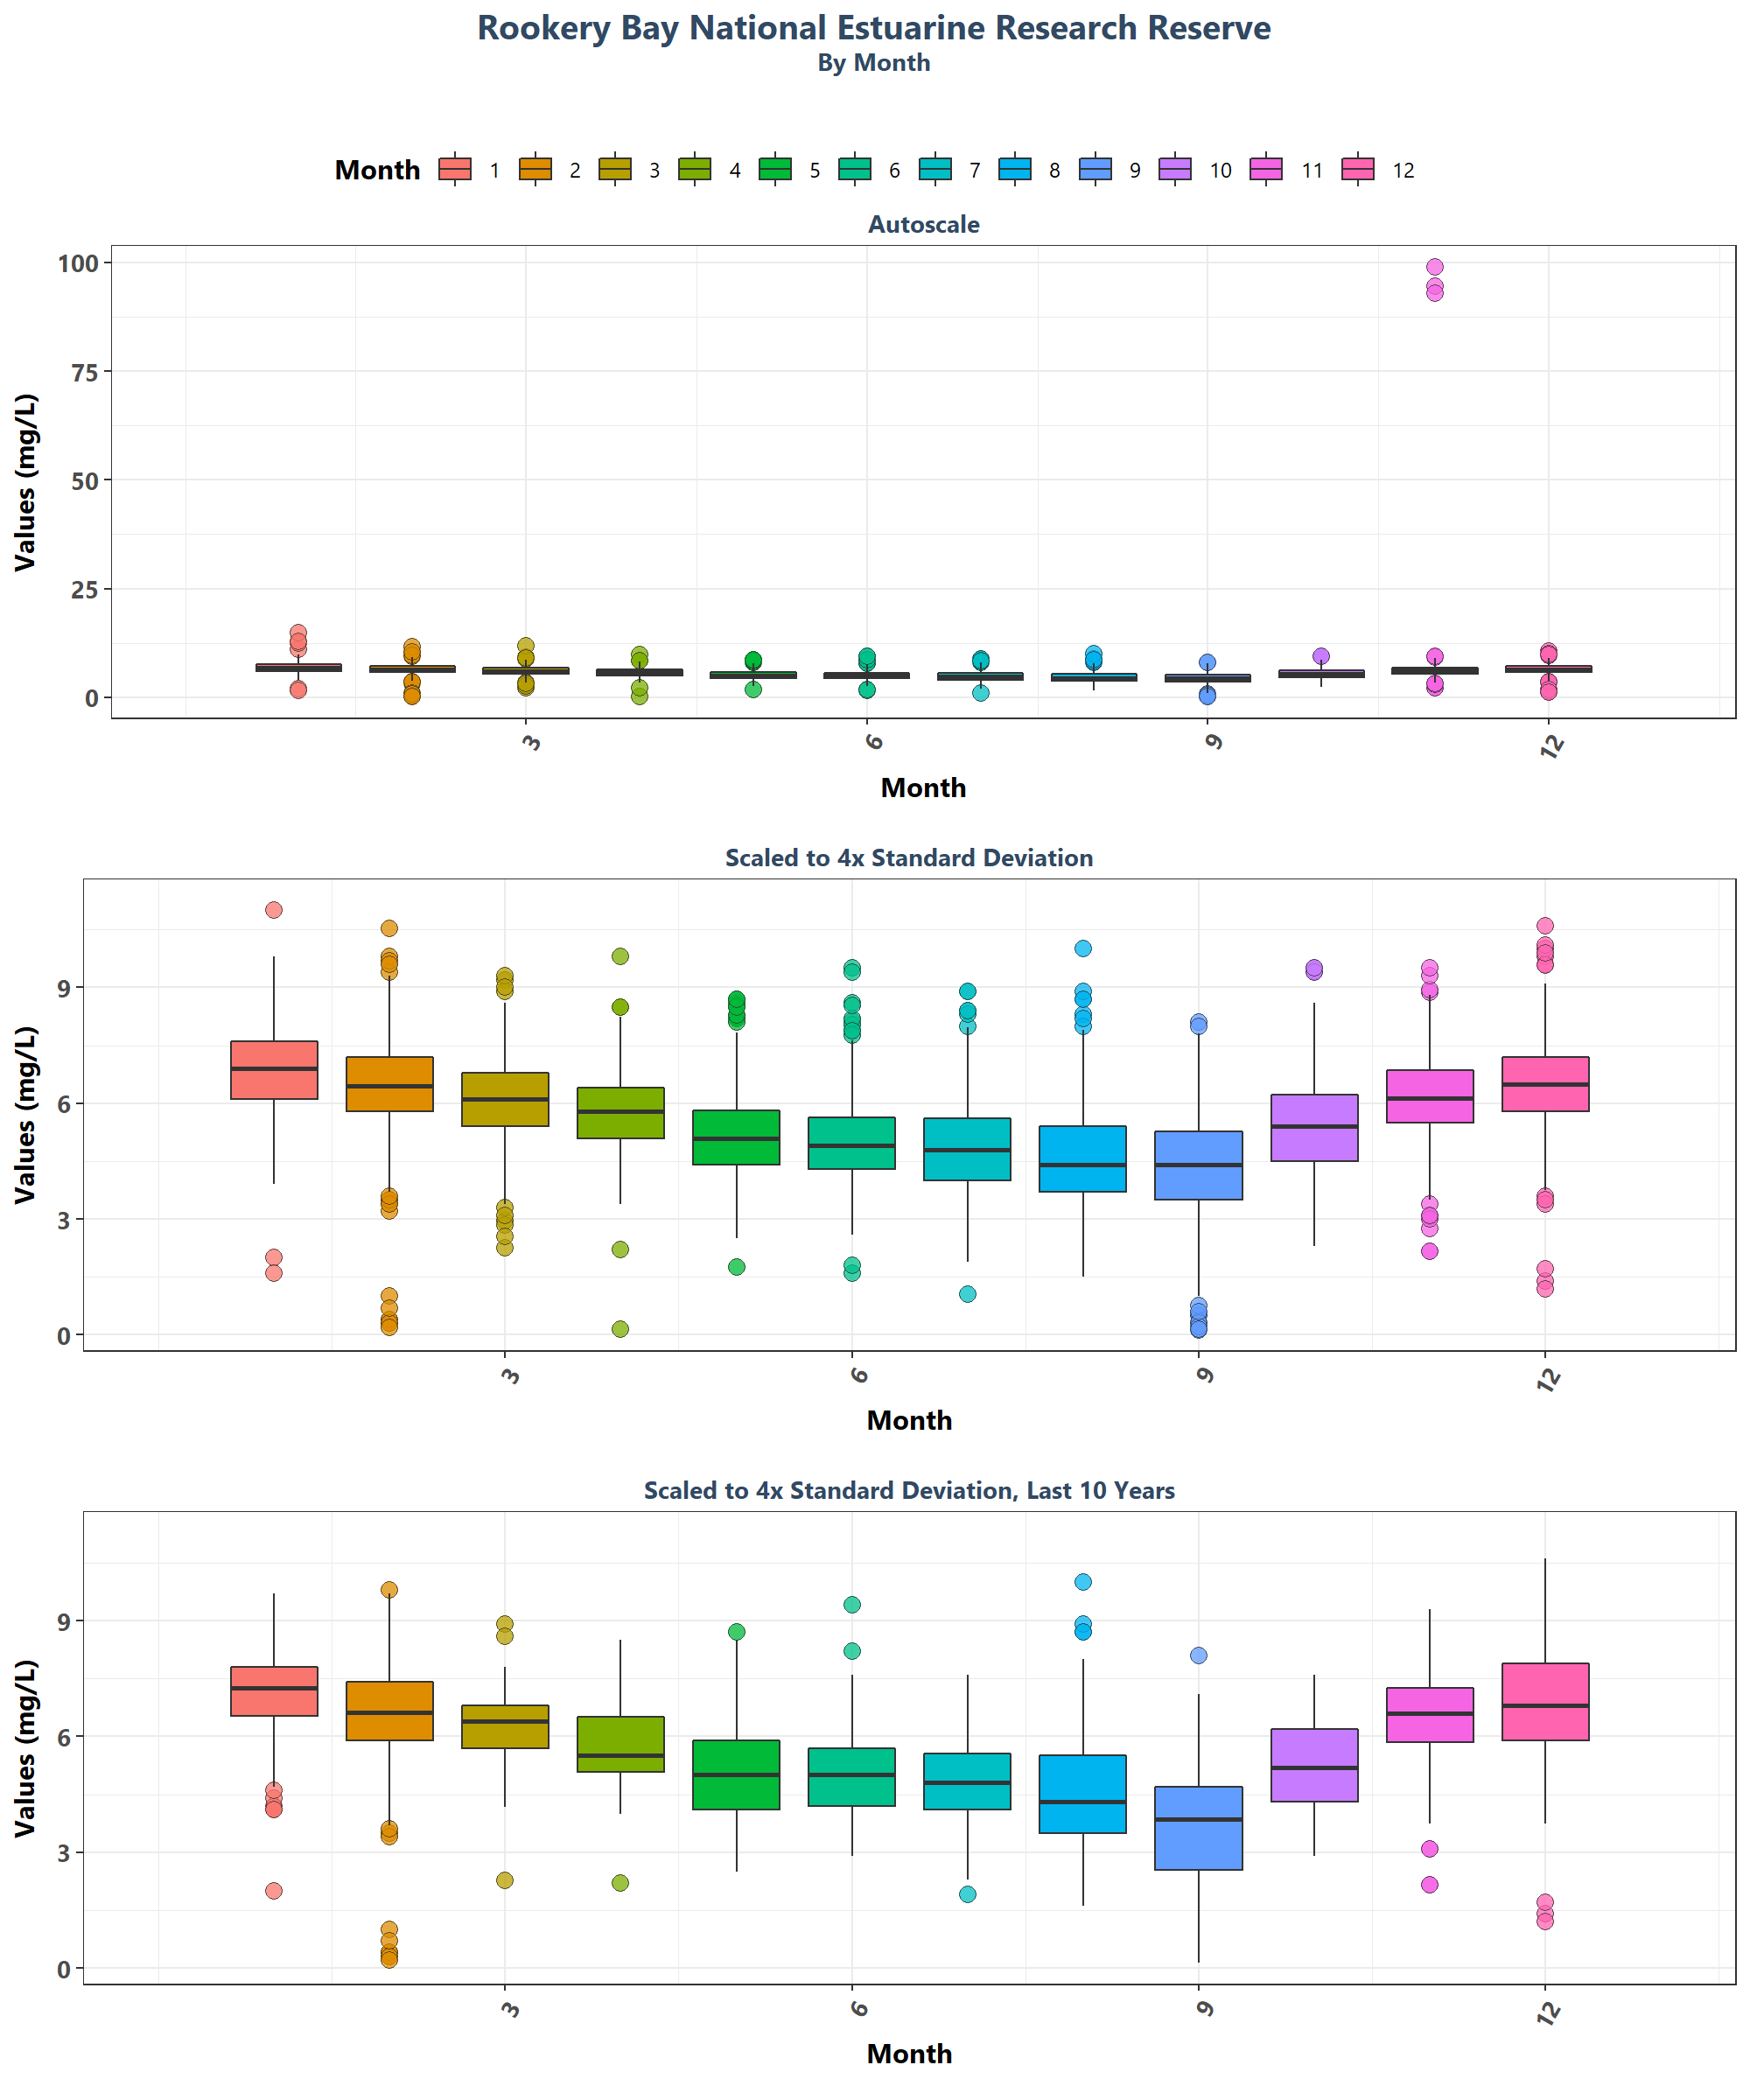 Rookery Bay National Estuarine Research Reserve
By Month
Month 1 2 3 4 5 6 7 8 9 10 11 12
Autoscale
Values (mg/L)
100
75
50
25
0
3 6 9 12
Month
Scaled to 4x Standard Deviation
Values (mg/L)
9
6
3
0
3 6 9 12
Month
Scaled to 4x Standard Deviation, Last 10 Years
Values (mg/L)
9
6
3
0
3 6 9 12
Month